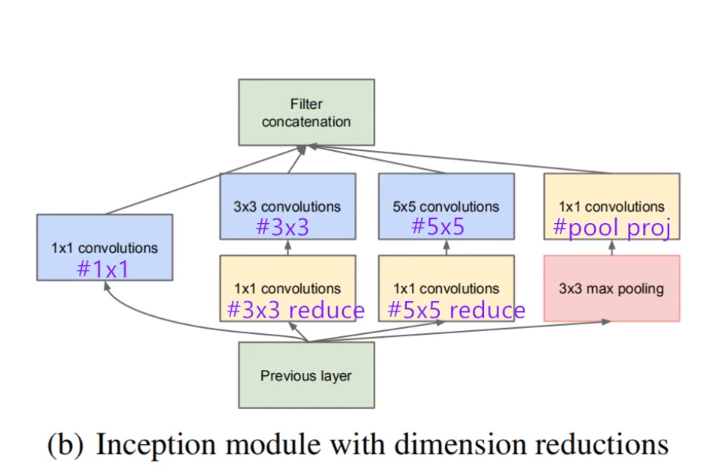 Filter
concatenation
3x3 convolutions
#3x3
5x5 convolutions
#5x5
1x1 convolutions
#pool proj
1x1 convolutions
#1x1
1x1 convolutions
#3x3 reduce
1x1 convolutions
#5x5 reduce
3x3 max pooling
Previous layer
(b) Inception module with dimension reductions